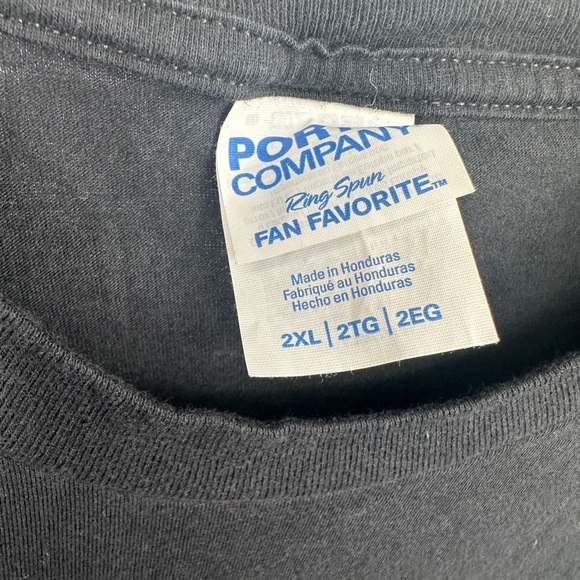 PORT
COMPANY
Ring Spun
FAN FAVORITE™
Made in Honduras
Fabriqué au Honduras
Hecho en Honduras
2XL | 2TG | 2EG